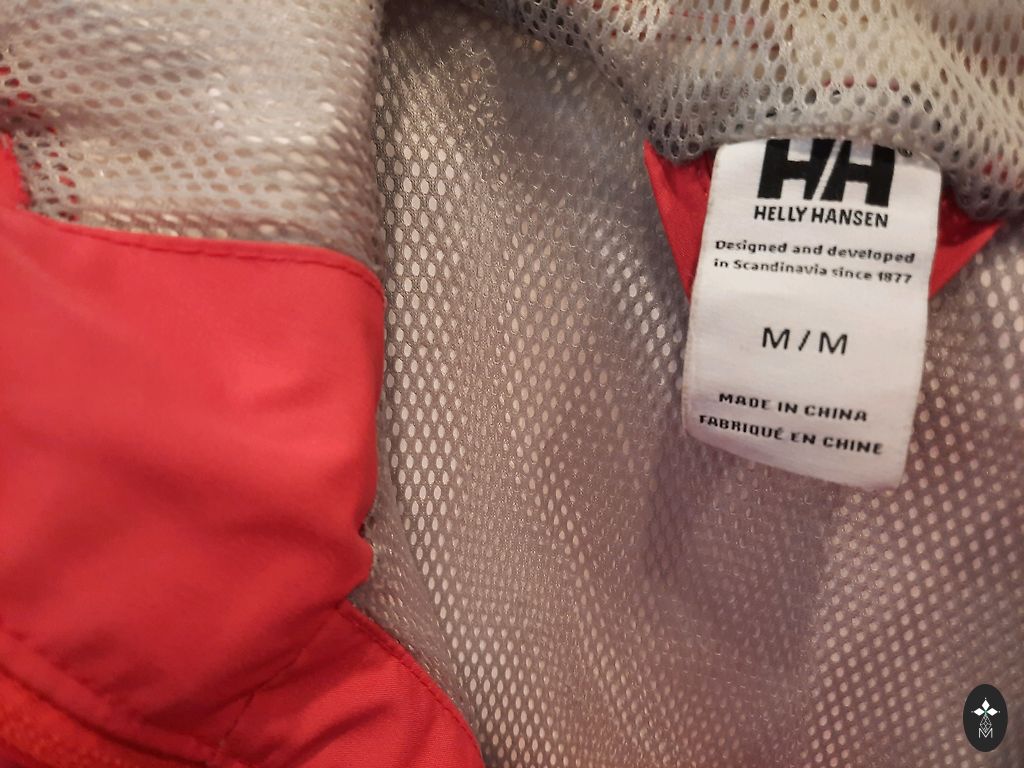 HH®
HELLY HANSEN
Designed and developed
in Scandinavia since 1877
M / M
MADE IN CHINA
FABRIQUÉ EN CHINE
M